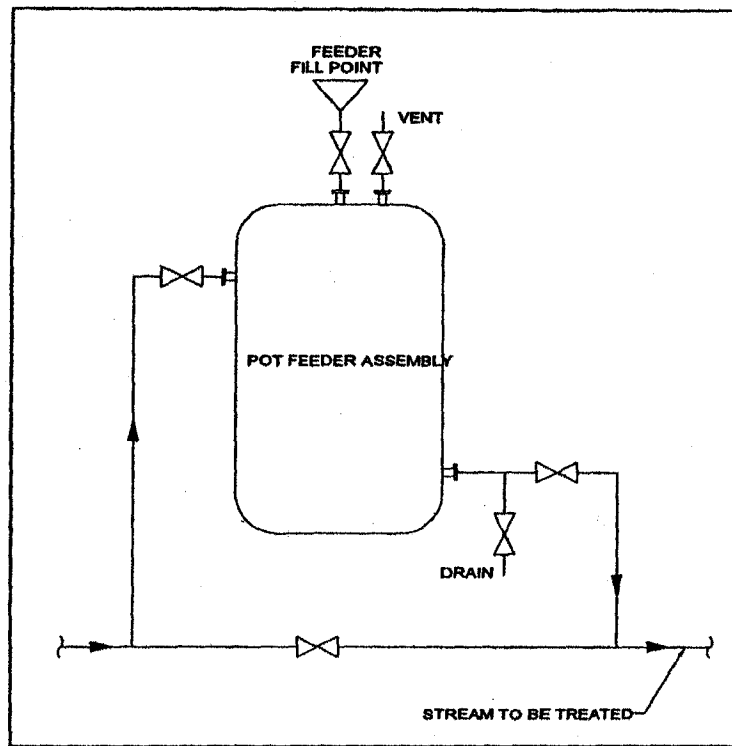 FEEDER
FILL POINT
VENT
POT FEEDER ASSEMBLY
DRAIN
STREAM TO BE TREATED